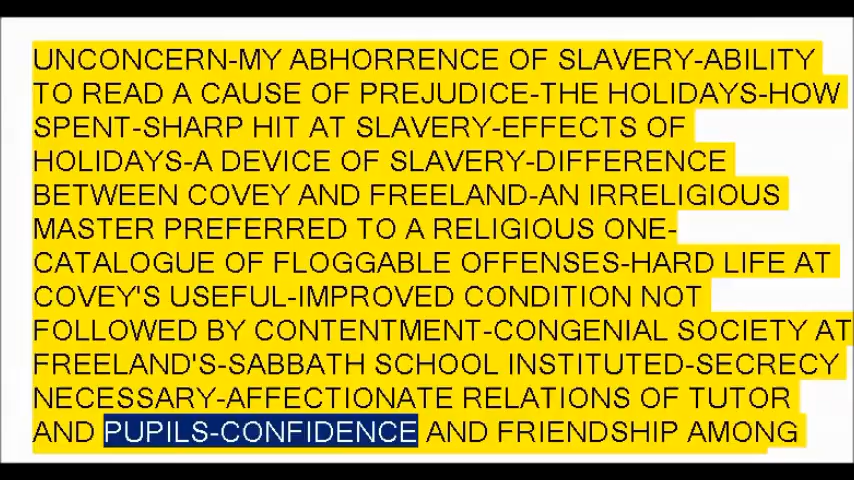 UNCONCERN-MY ABHORRENCE OF SLAVERY-ABILITY
TO READ A CAUSE OF PREJUDICE-THE HOLIDAYS-HOW
SPENT-SHARP HIT AT SLAVERY-EFFECTS OF
HOLIDAYS-A DEVICE OF SLAVERY-DIFFERENCE
BETWEEN COVEY AND FREELAND-AN IRRELIGIOUS
MASTER PREFERRED TO A RELIGIOUS ONE-
CATALOGUE OF FLOGGABLE OFFENSES-HARD LIFE AT
COVEY'S USEFUL-IMPROVED CONDITION NOT
FOLLOWED BY CONTENTMENT-CONGENIAL SOCIETY AT
FREELAND'S-SABBATH SCHOOL INSTITUTED-SECRECY
NECESSARY-AFFECTIONATE RELATIONS OF TUTOR
AND PUPILS-CONFIDENCE AND FRIENDSHIP AMONG